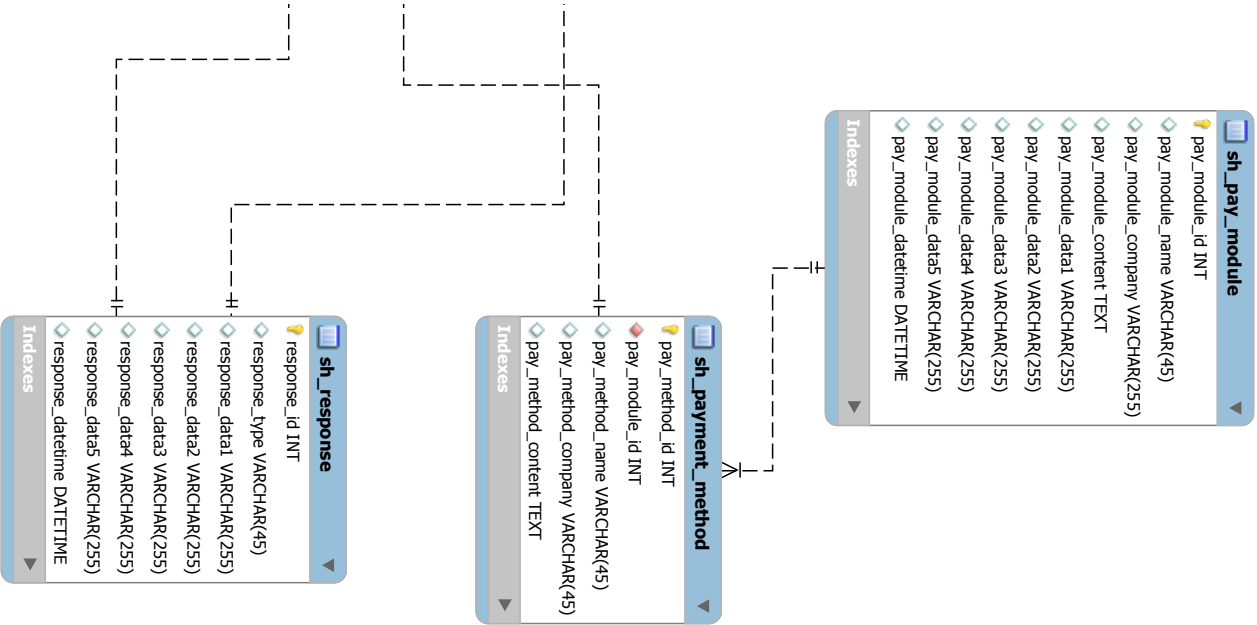 sh_pay_module
pay_module_id INT
pay_module_name VARCHAR(45)
pay_module_company VARCHAR(255)
pay_module_content TEXT
pay_module_data1 VARCHAR(255)
pay_module_data2 VARCHAR(255)
pay_module_data3 VARCHAR(255)
pay_module_data4 VARCHAR(255)
pay_module_data5 VARCHAR(255)
pay_module_datetime DATETIME
Indexes
sh_payment_method
pay_method_id INT
pay_module_id INT
pay_method_name VARCHAR(45)
pay_method_company VARCHAR(45)
pay_method_content TEXT
Indexes
sh_response
response_id INT
response_type VARCHAR(45)
response_data1 VARCHAR(255)
response_data2 VARCHAR(255)
response_data3 VARCHAR(255)
response_data4 VARCHAR(255)
response_data5 VARCHAR(255)
response_datetime DATETIME
Indexes